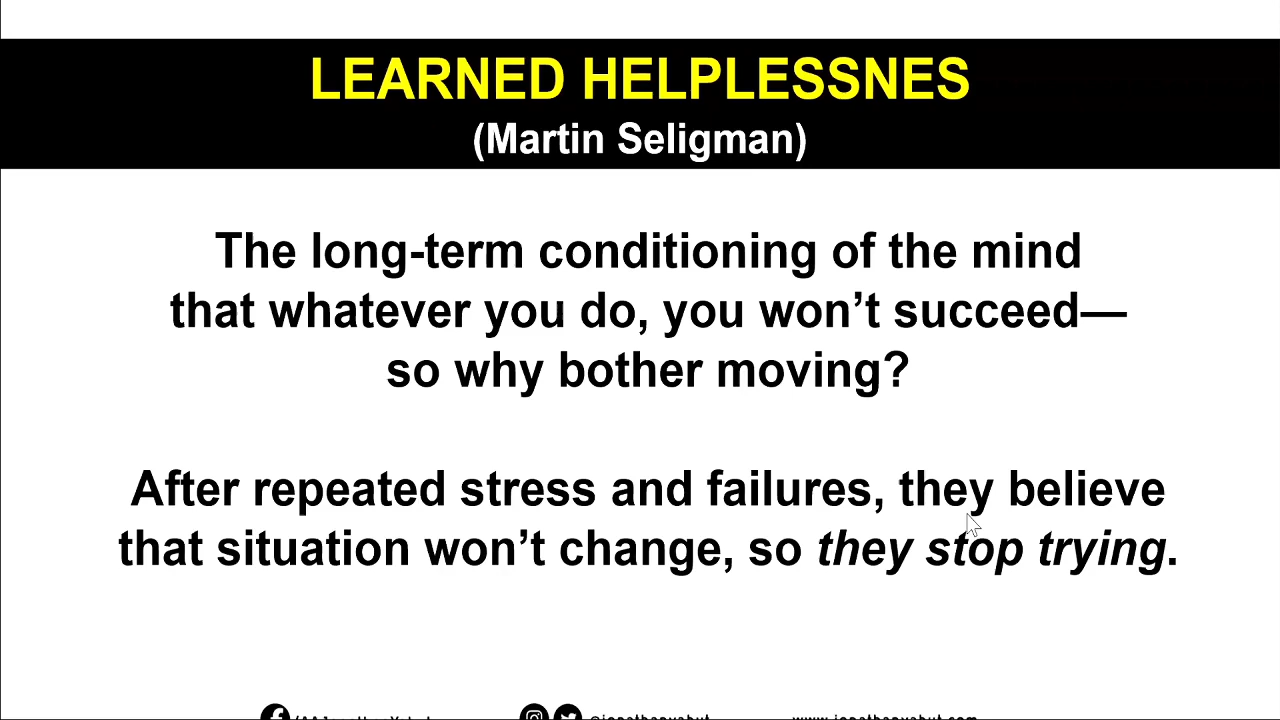 LEARNED HELPLESSNES
(Martin Seligman)
The long-term conditioning of the mind
that whatever you do, you won’t succeed—
so why bother moving?
After repeated stress and failures, they believe
that situation won’t change, so they stop trying.